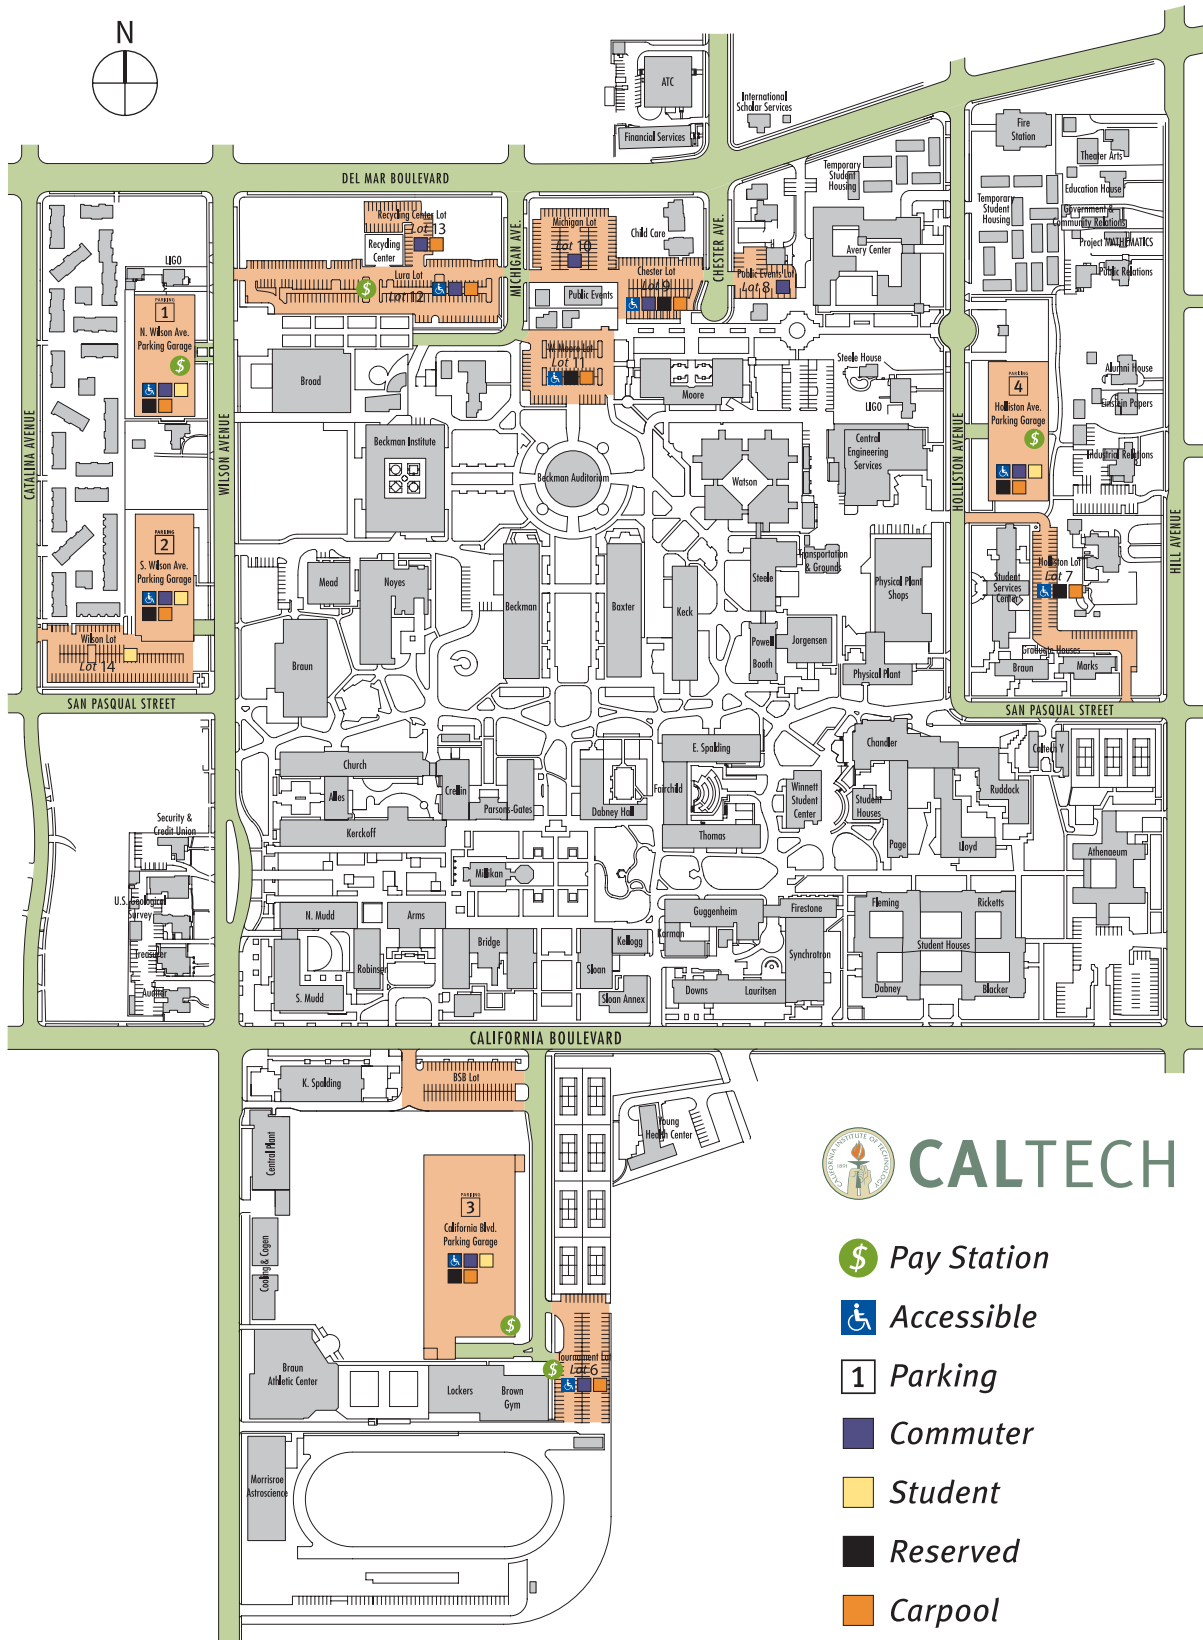 N
ATC
International
Scholar Services
Financial Services
Fire
Station
Theater Arts
DEL MAR BOULEVARD
Temporary
Student
Housing
Education House
Temporary
Student
Housing
Government &
Community Relations
Project MATHEMATICS
Public Relations
Recycling Center Lot
Lot 13
Recycling
Center
Michigan Lot
Lot 10
Child Care
CHESTER AVE.
MICHIGAN AVE.
Avery Center
LIGO
Lura Lot
Lot 12
$
Chester Lot
Lot 9
Public Events Lot
Lot 8
Public Events
PARKING
1
N. Wilson Ave.
Parking Garage
$
W. Moore Lot
Lot 11
Broad
Moore
Steele House
LIGO
PARKING
4
Holliston Ave.
Parking Garage
$
Alumni House
Einstein Papers
Industrial Relations
CATALINA AVENUE
WILSON AVENUE
HOLLISTON AVENUE
HILL AVENUE
Beckman Institute
Beckman Auditorium
Watson
Central
Engineering
Services
PARKING
2
S. Wilson Ave.
Parking Garage
Mead
Noyes
Beckman
Baxter
Keck
Steele
Transportation
& Grounds
Physical Plant
Shops
Student
Services
Center
Holliston Lot
Lot 7
Wilson Lot
Lot 14
Braun
Powell
Booth
Jorgensen
Physical Plant
Graduate Houses
Braun
Marks
SAN PASQUAL STREET
SAN PASQUAL STREET
Church
Alles
Crellin
Parsons-Gates
Kerckoff
Dabney Hall
E. Spalding
Fairchild
Thomas
Winnett
Student
Center
Chandler
Student
Houses
Page
Lloyd
Ruddock
Caltech Y
Athenaeum
Security &
Credit Union
Millikan
U.S. Geological
Survey
Treasurer
Auditor
N. Mudd
Arms
Robinson
S. Mudd
Bridge
Sloan
Kellogg
Sloan Annex
Guggenheim
Karman
Firestone
Synchrotron
Downs
Lauritsen
Fleming
Ricketts
Student Houses
Dabney
Blacker
CALIFORNIA BOULEVARD
K. Spalding
BSB Lot
Central Plant
Young
Health Center
Cooling & Cogen
PARKING
3
California Blvd.
Parking Garage
$
$
Tournament Lot
Lot 6
Braun
Athletic Center
Lockers
Brown
Gym
Morrisroe
Astroscience
CALIFORNIA INSTITUTE OF TECHNOLOGY
1891
CALTECH
$ Pay Station
Accessible
1 Parking
Commuter
Student
Reserved
Carpool